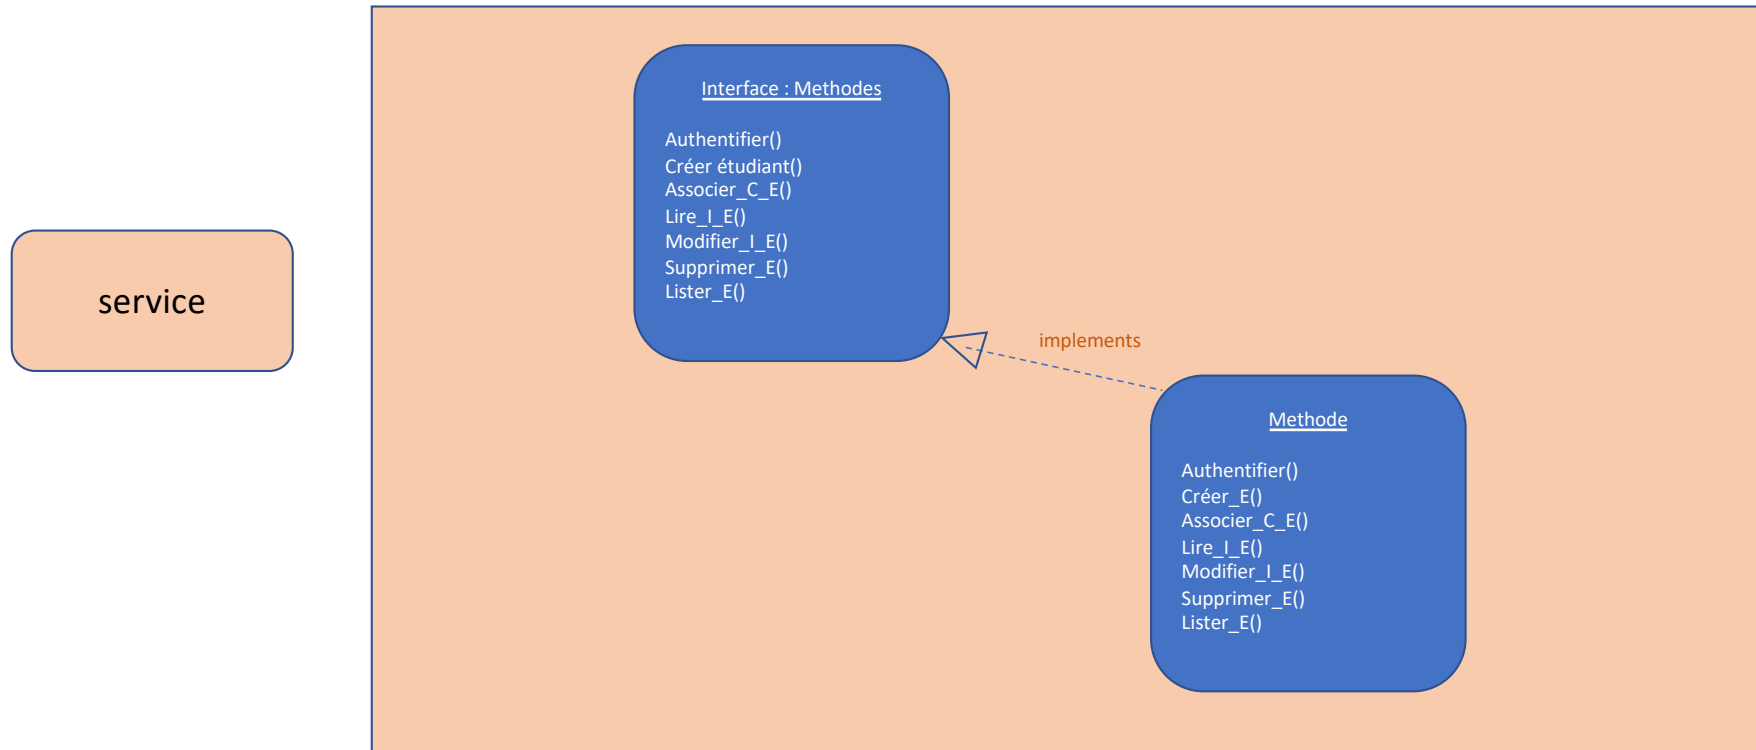 service
Interface : Methodes
Authentifier()
Créer étudiant()
Associer_C_E()
Lire_I_E()
Modifier_I_E()
Supprimer_E()
Lister_E()
implements
Methode
Authentifier()
Créer_E()
Associer_C_E()
Lire_I_E()
Modifier_I_E()
Supprimer_E()
Lister_E()